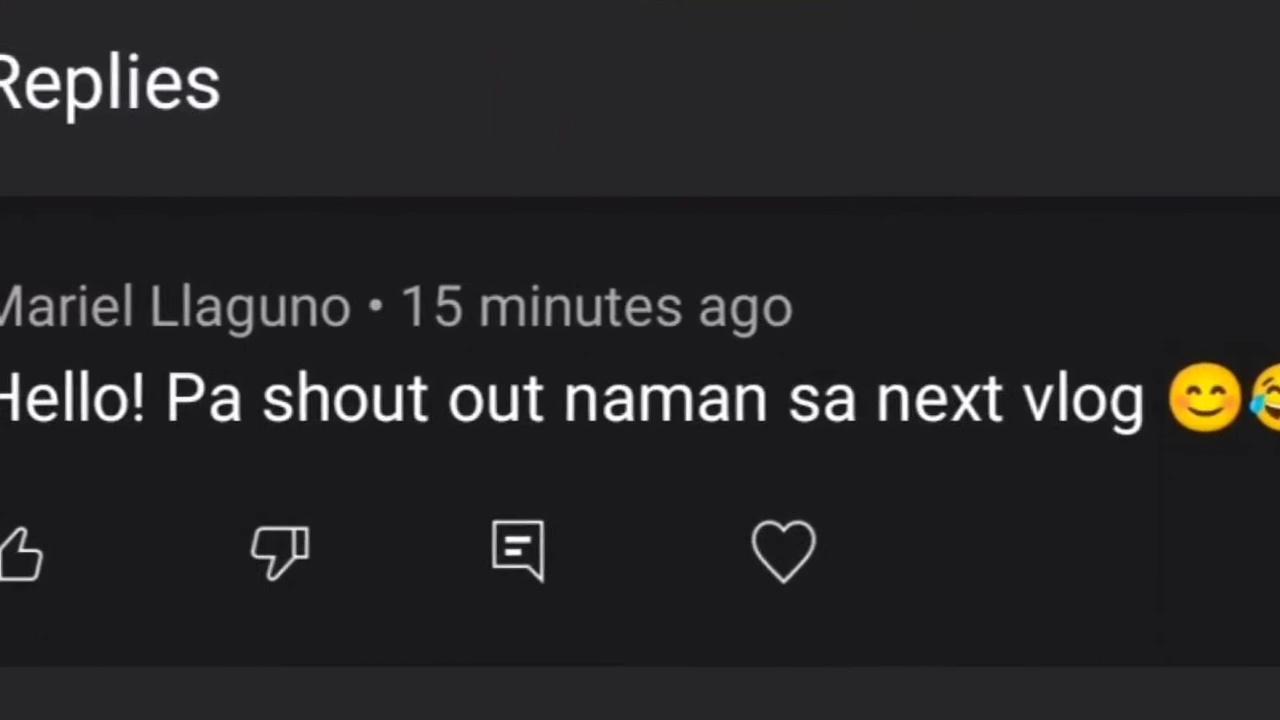 Replies
Mariel Llaguno • 15 minutes ago
Hello! Pa shout out naman sa next vlog 😊😂